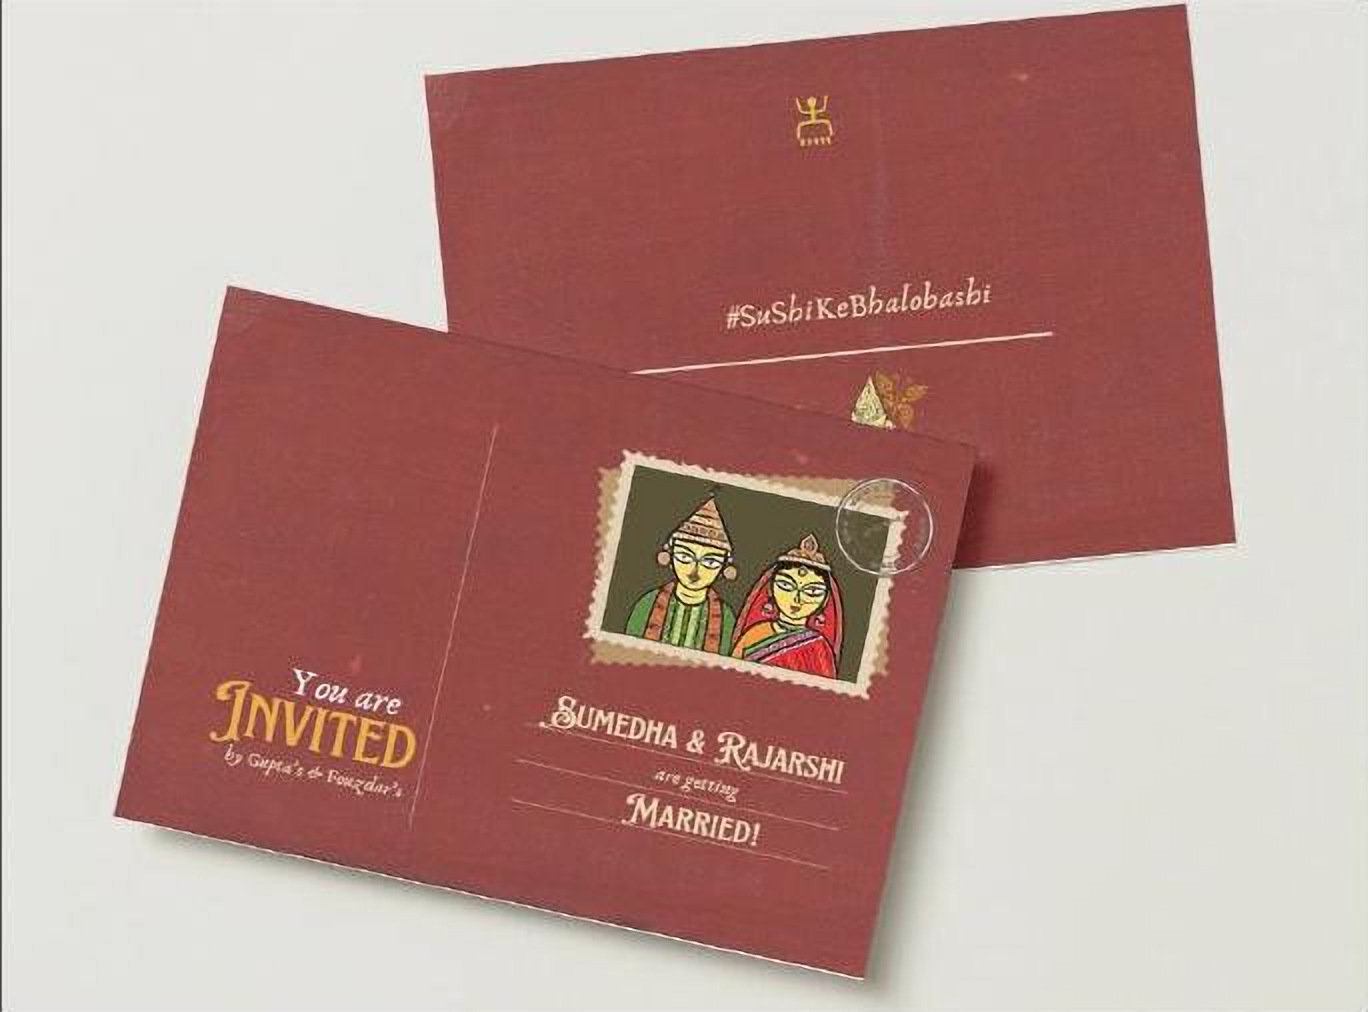 #SuShiKeBhalobashi
You are
INVITED
by Gupta's & Fouzdar's
SUMEDHA & RAJARSHI
are getting
MARRIED!